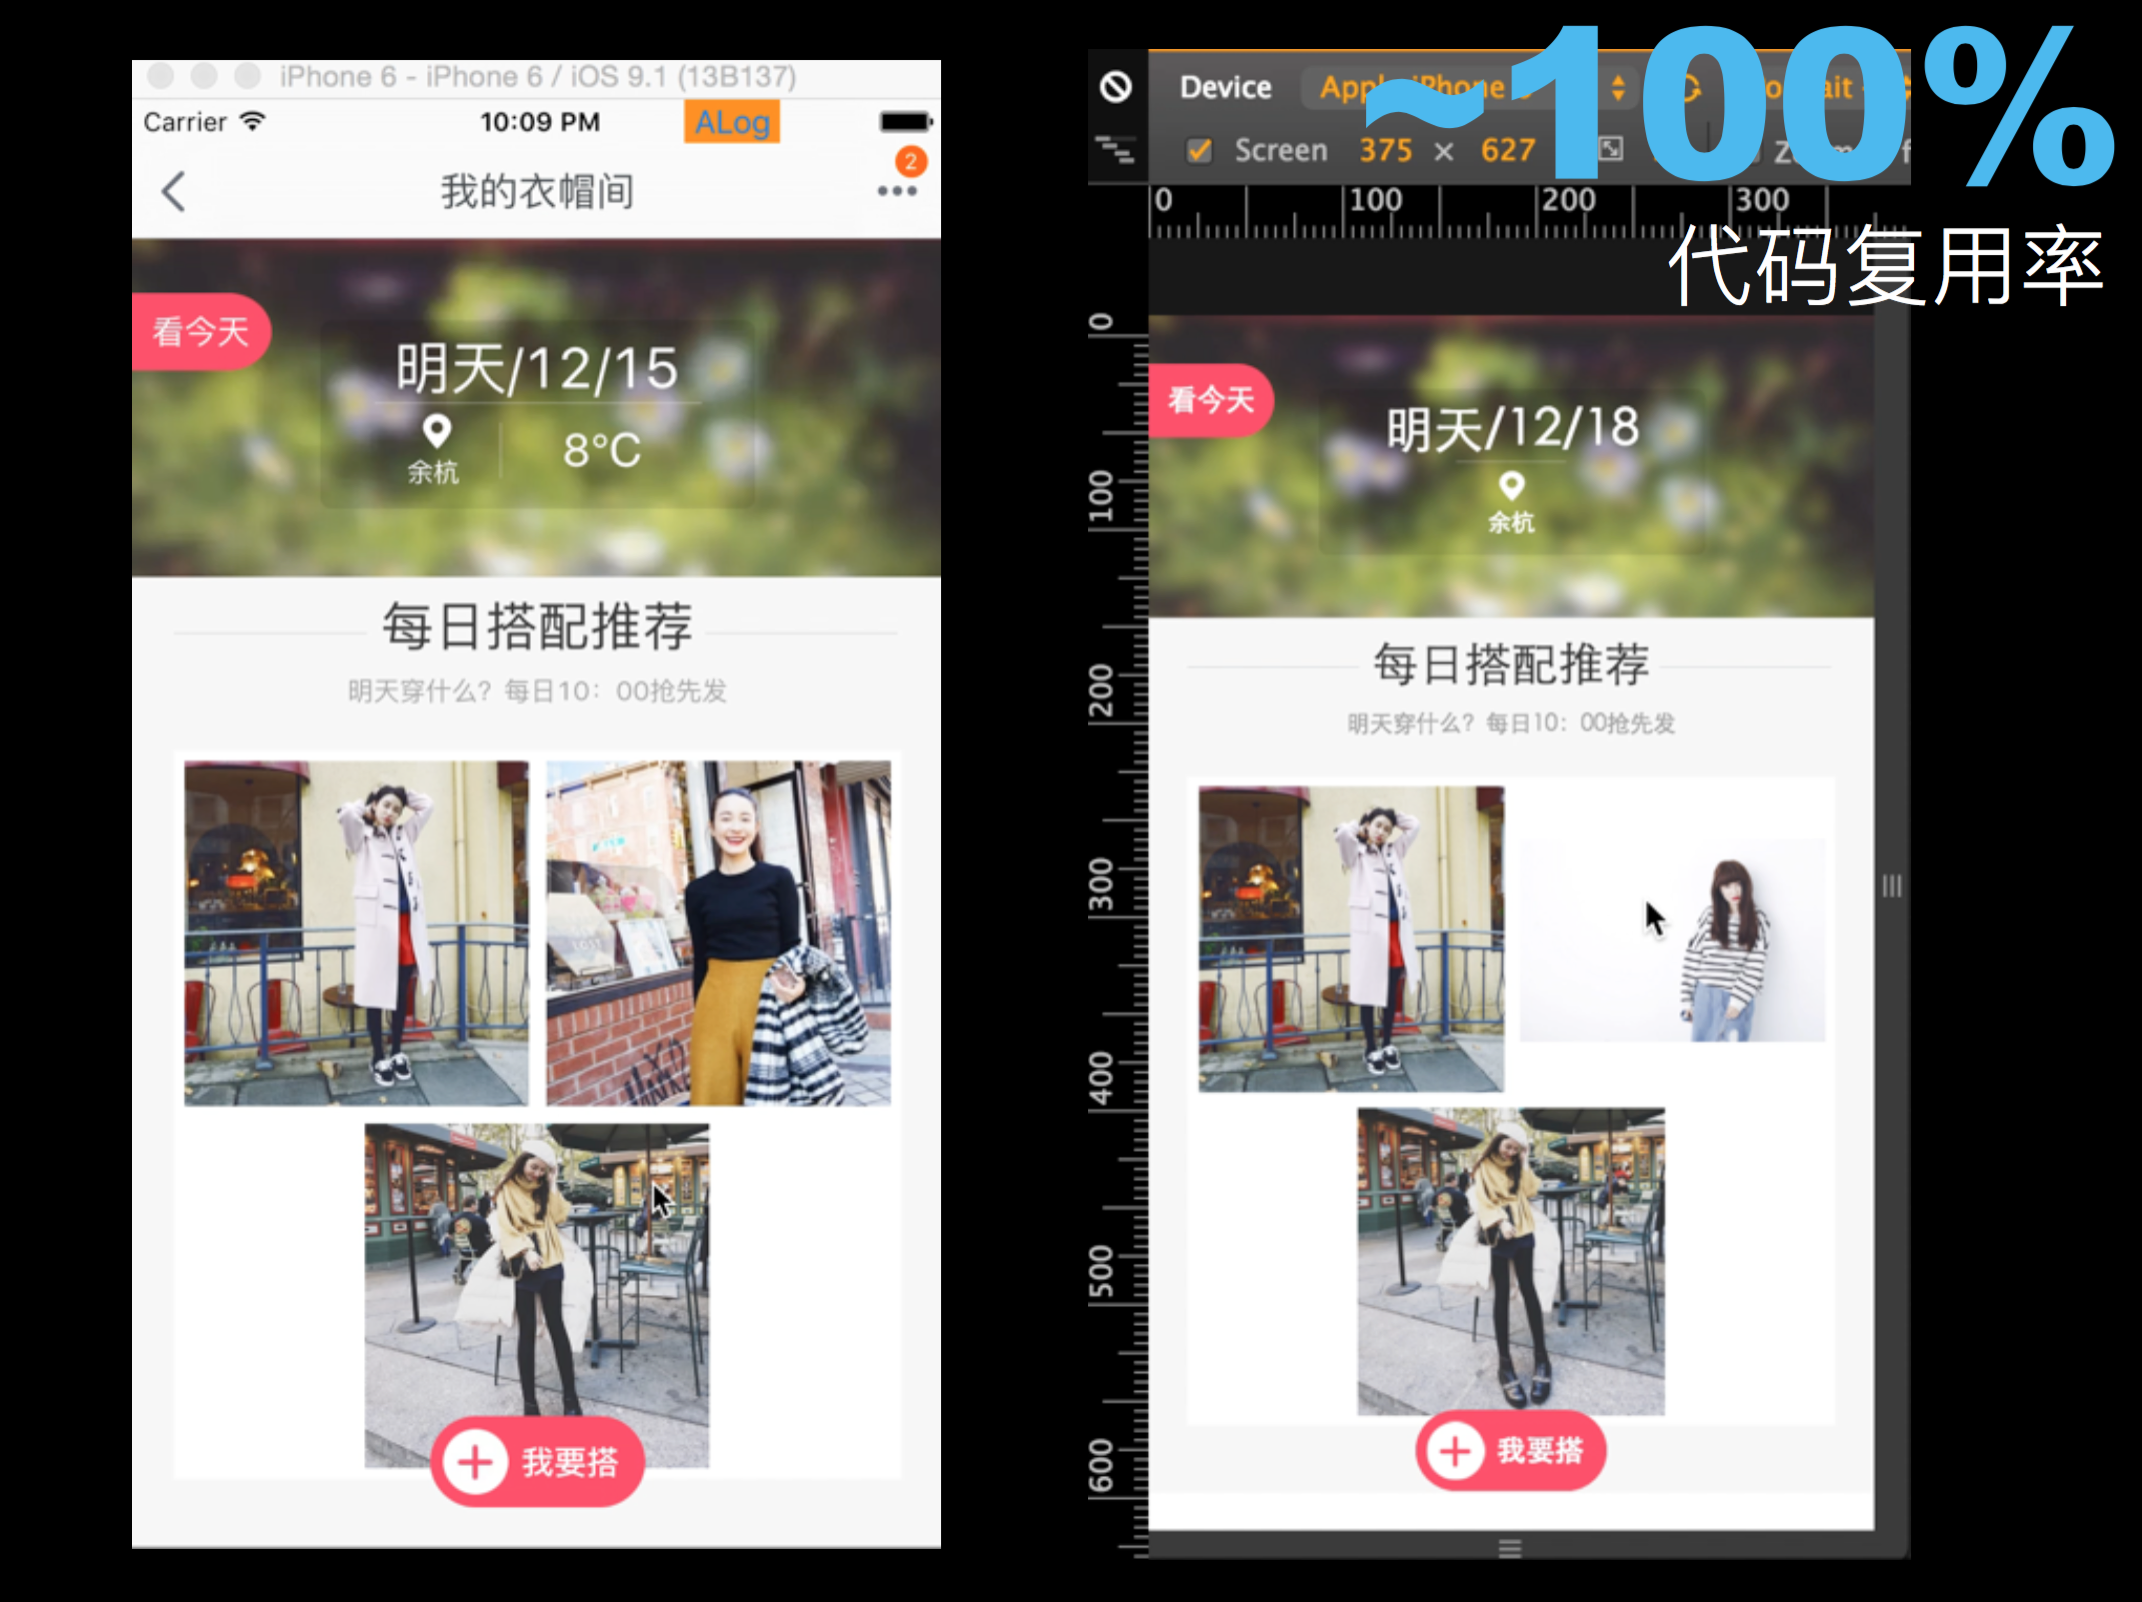 iPhone 6 - iPhone 6 / iOS 9.1 (13B137)
Carrier 10:09 PM ALog
2
我的衣帽间
看今天
明天/12/15
余杭
8°C
每日搭配推荐
明天穿什么？每日10：00抢先发
我要搭
~100%
代码复用率
Device
Screen 375 × 627
0 100 200 300
0
100
200
300
400
500
600
看今天
明天/12/18
余杭
每日搭配推荐
明天穿什么？每日10：00抢先发
我要搭